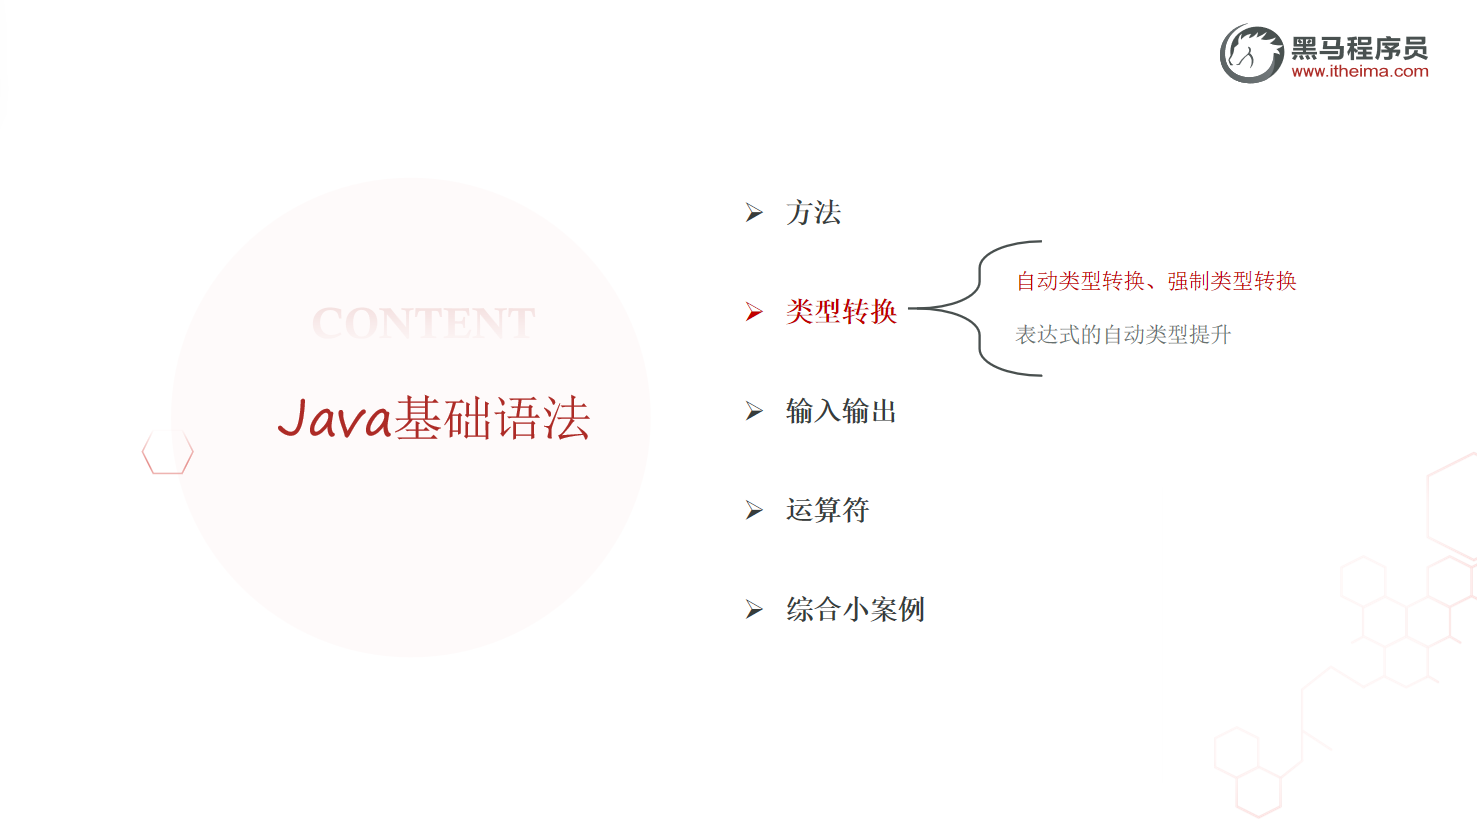 黑马程序员
www.itheima.com
CONTENT
Java基础语法
方法
类型转换
自动类型转换、强制类型转换
表达式的自动类型提升
输入输出
运算符
综合小案例